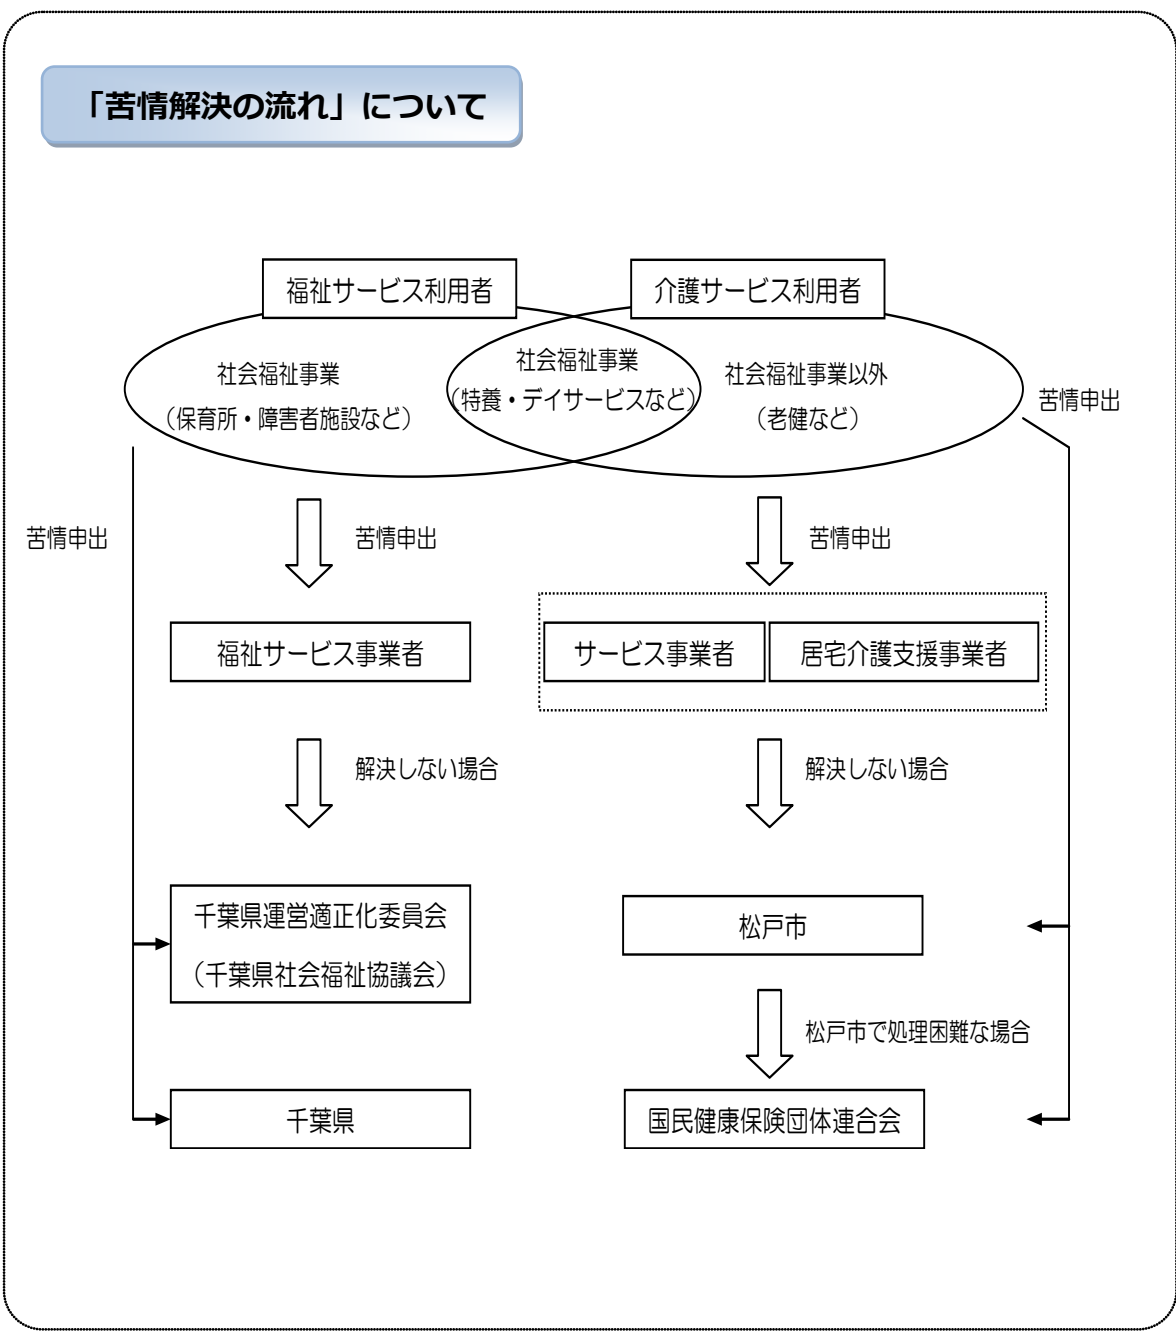 「苦情解決の流れ」について
福祉サービス利用者
介護サービス利用者
社会福祉事業
（保育所・障害者施設など）
社会福祉事業
（特養・デイサービスなど）
社会福祉事業以外
（老健など）
苦情申出
苦情申出
苦情申出
苦情申出
福祉サービス事業者
サービス事業者
居宅介護支援事業者
解決しない場合
解決しない場合
千葉県運営適正化委員会
（千葉県社会福祉協議会）
松戸市
松戸市で処理困難な場合
千葉県
国民健康保険団体連合会